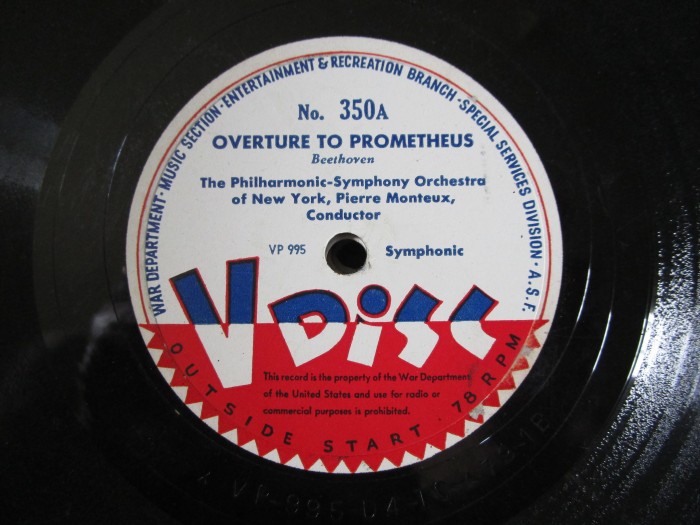 WAR DEPARTMENT · MUSIC SECTION · ENTERTAINMENT & RECREATION BRANCH · SPECIAL SERVICES DIVISION · A.S.F.
No. 350A
OVERTURE TO PROMETHEUS
Beethoven
The Philharmonic-Symphony Orchestra
of New York, Pierre Monteux,
Conductor
VP 995 Symphonic
V DISC
This record is the property of the War Department
of the United States and use for radio or
commercial purposes is prohibited.
OUTSIDE START · 78 RPM